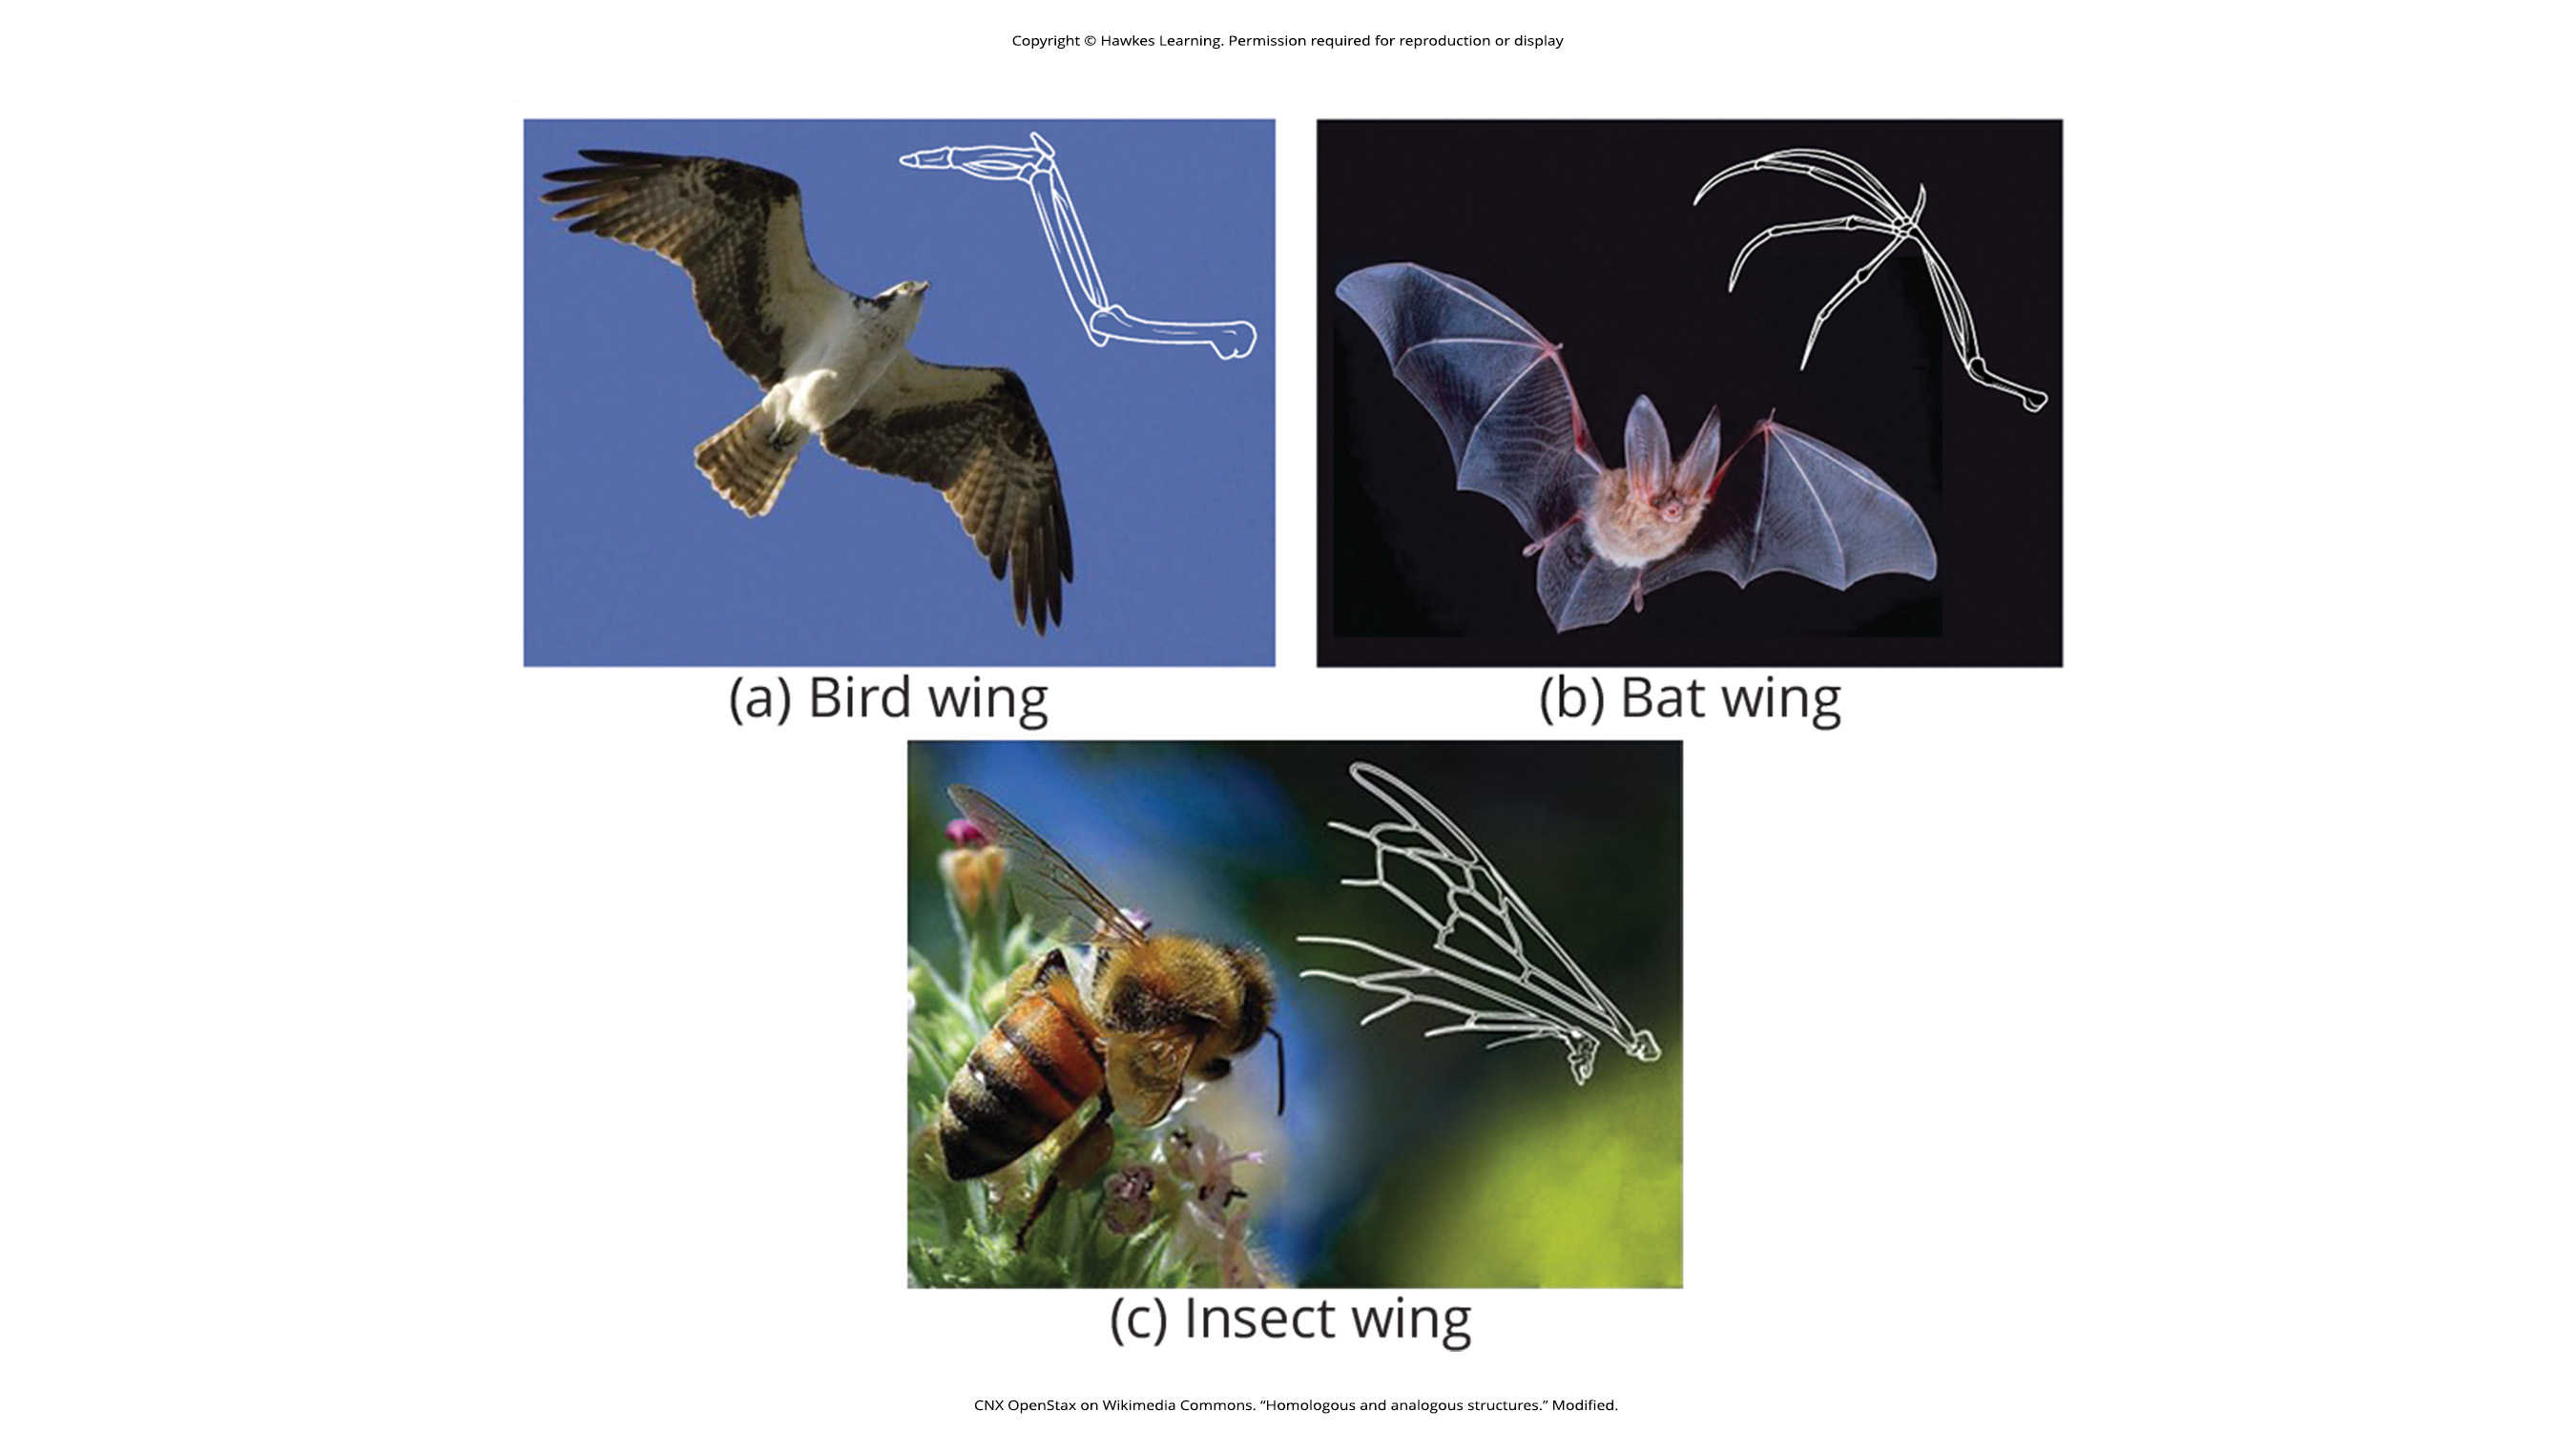 Copyright © Hawkes Learning. Permission required for reproduction or display
(a) Bird wing
(b) Bat wing
(c) Insect wing
CNX OpenStax on Wikimedia Commons. “Homologous and analogous structures.” Modified.